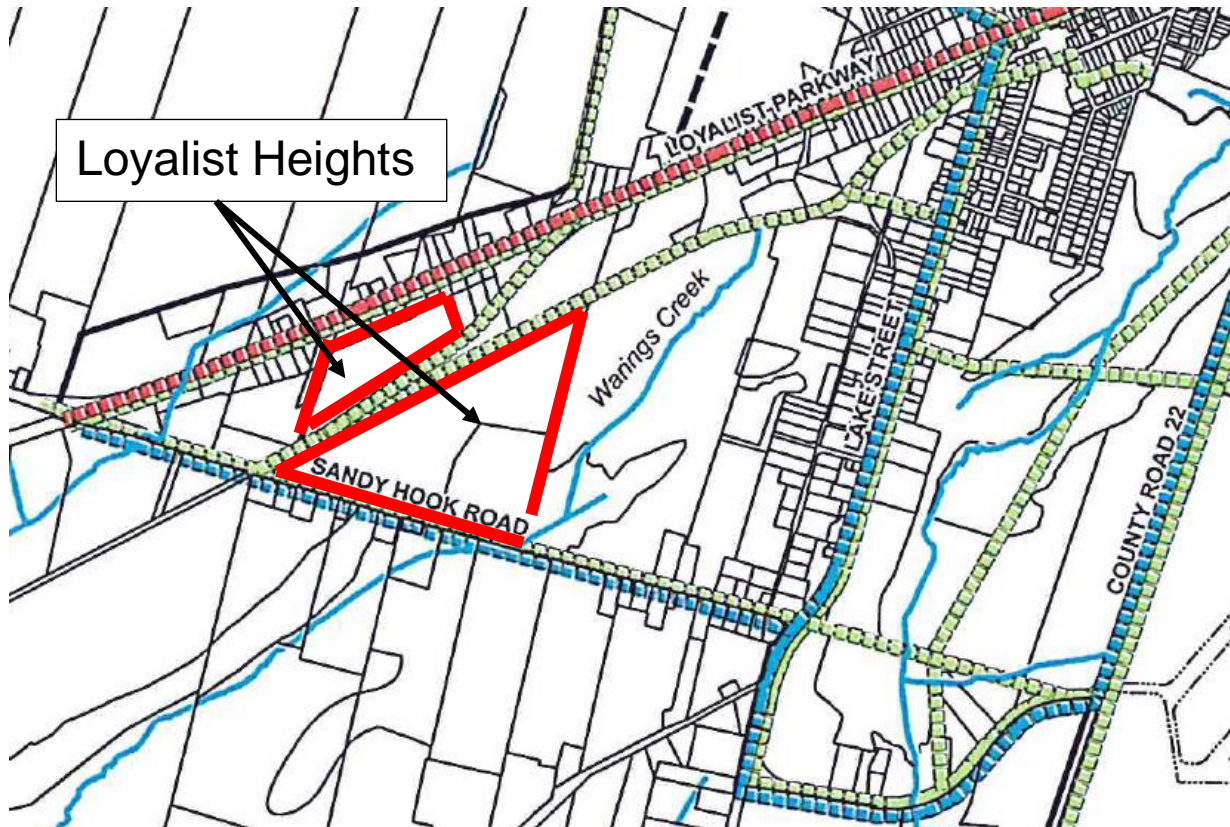 LOYALIST PARKWAY
Loyalist Heights
Warings Creek
LAKE STREET
COUNTY ROAD 22
SANDY HOOK ROAD